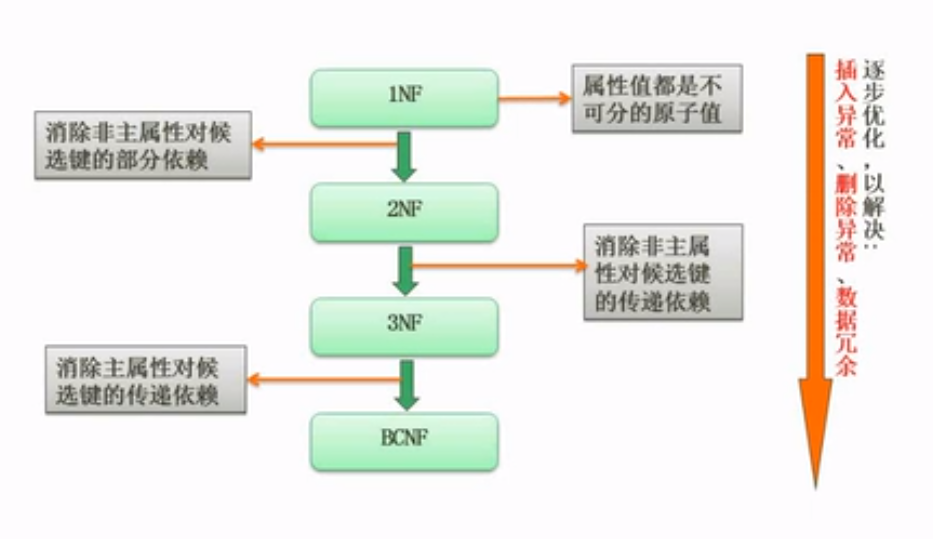 1NF
属性值都是不
可分的原子值
消除非主属性对候
选键的部分依赖
2NF
消除非主属
性对候选键
的传递依赖
3NF
消除主属性对候
选键的传递依赖
BCNF
逐步优化，以解决：
插入异常、删除异常、数据冗余